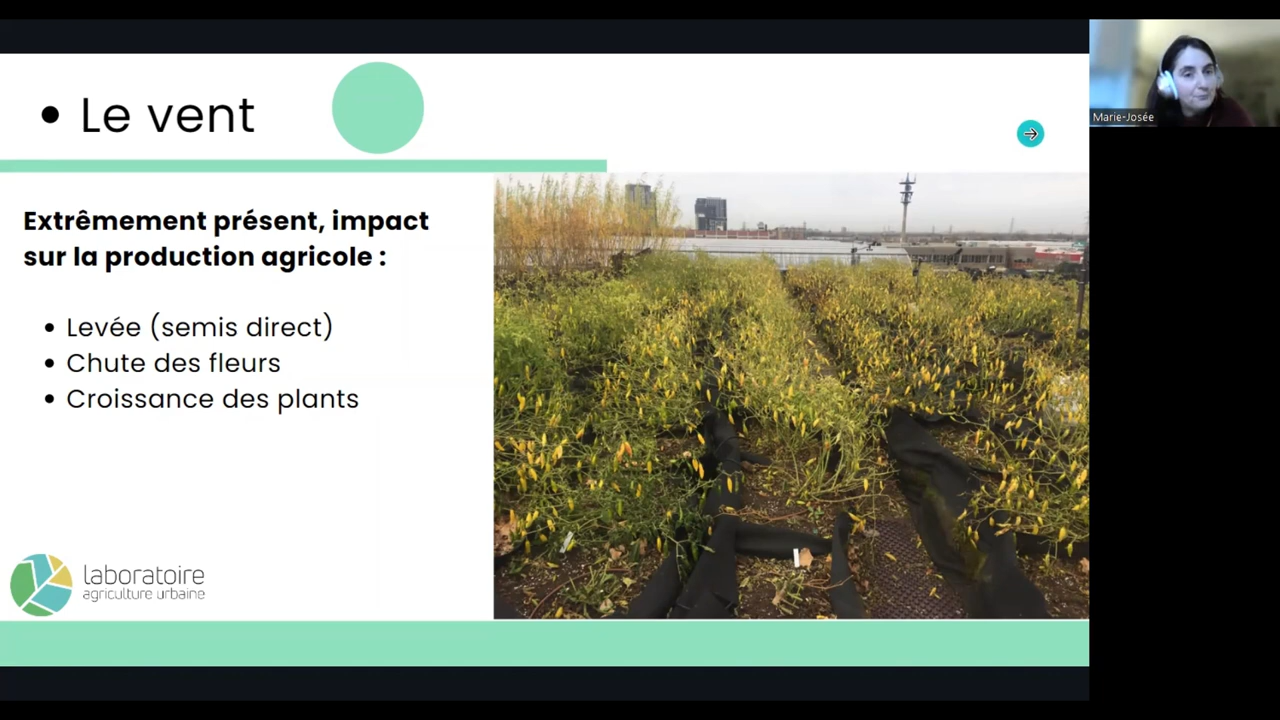 • Le vent
Marie-Josée
Extrêmement présent, impact
sur la production agricole :
• Levée (semis direct)
• Chute des fleurs
• Croissance des plants
laboratoire
agriculture urbaine